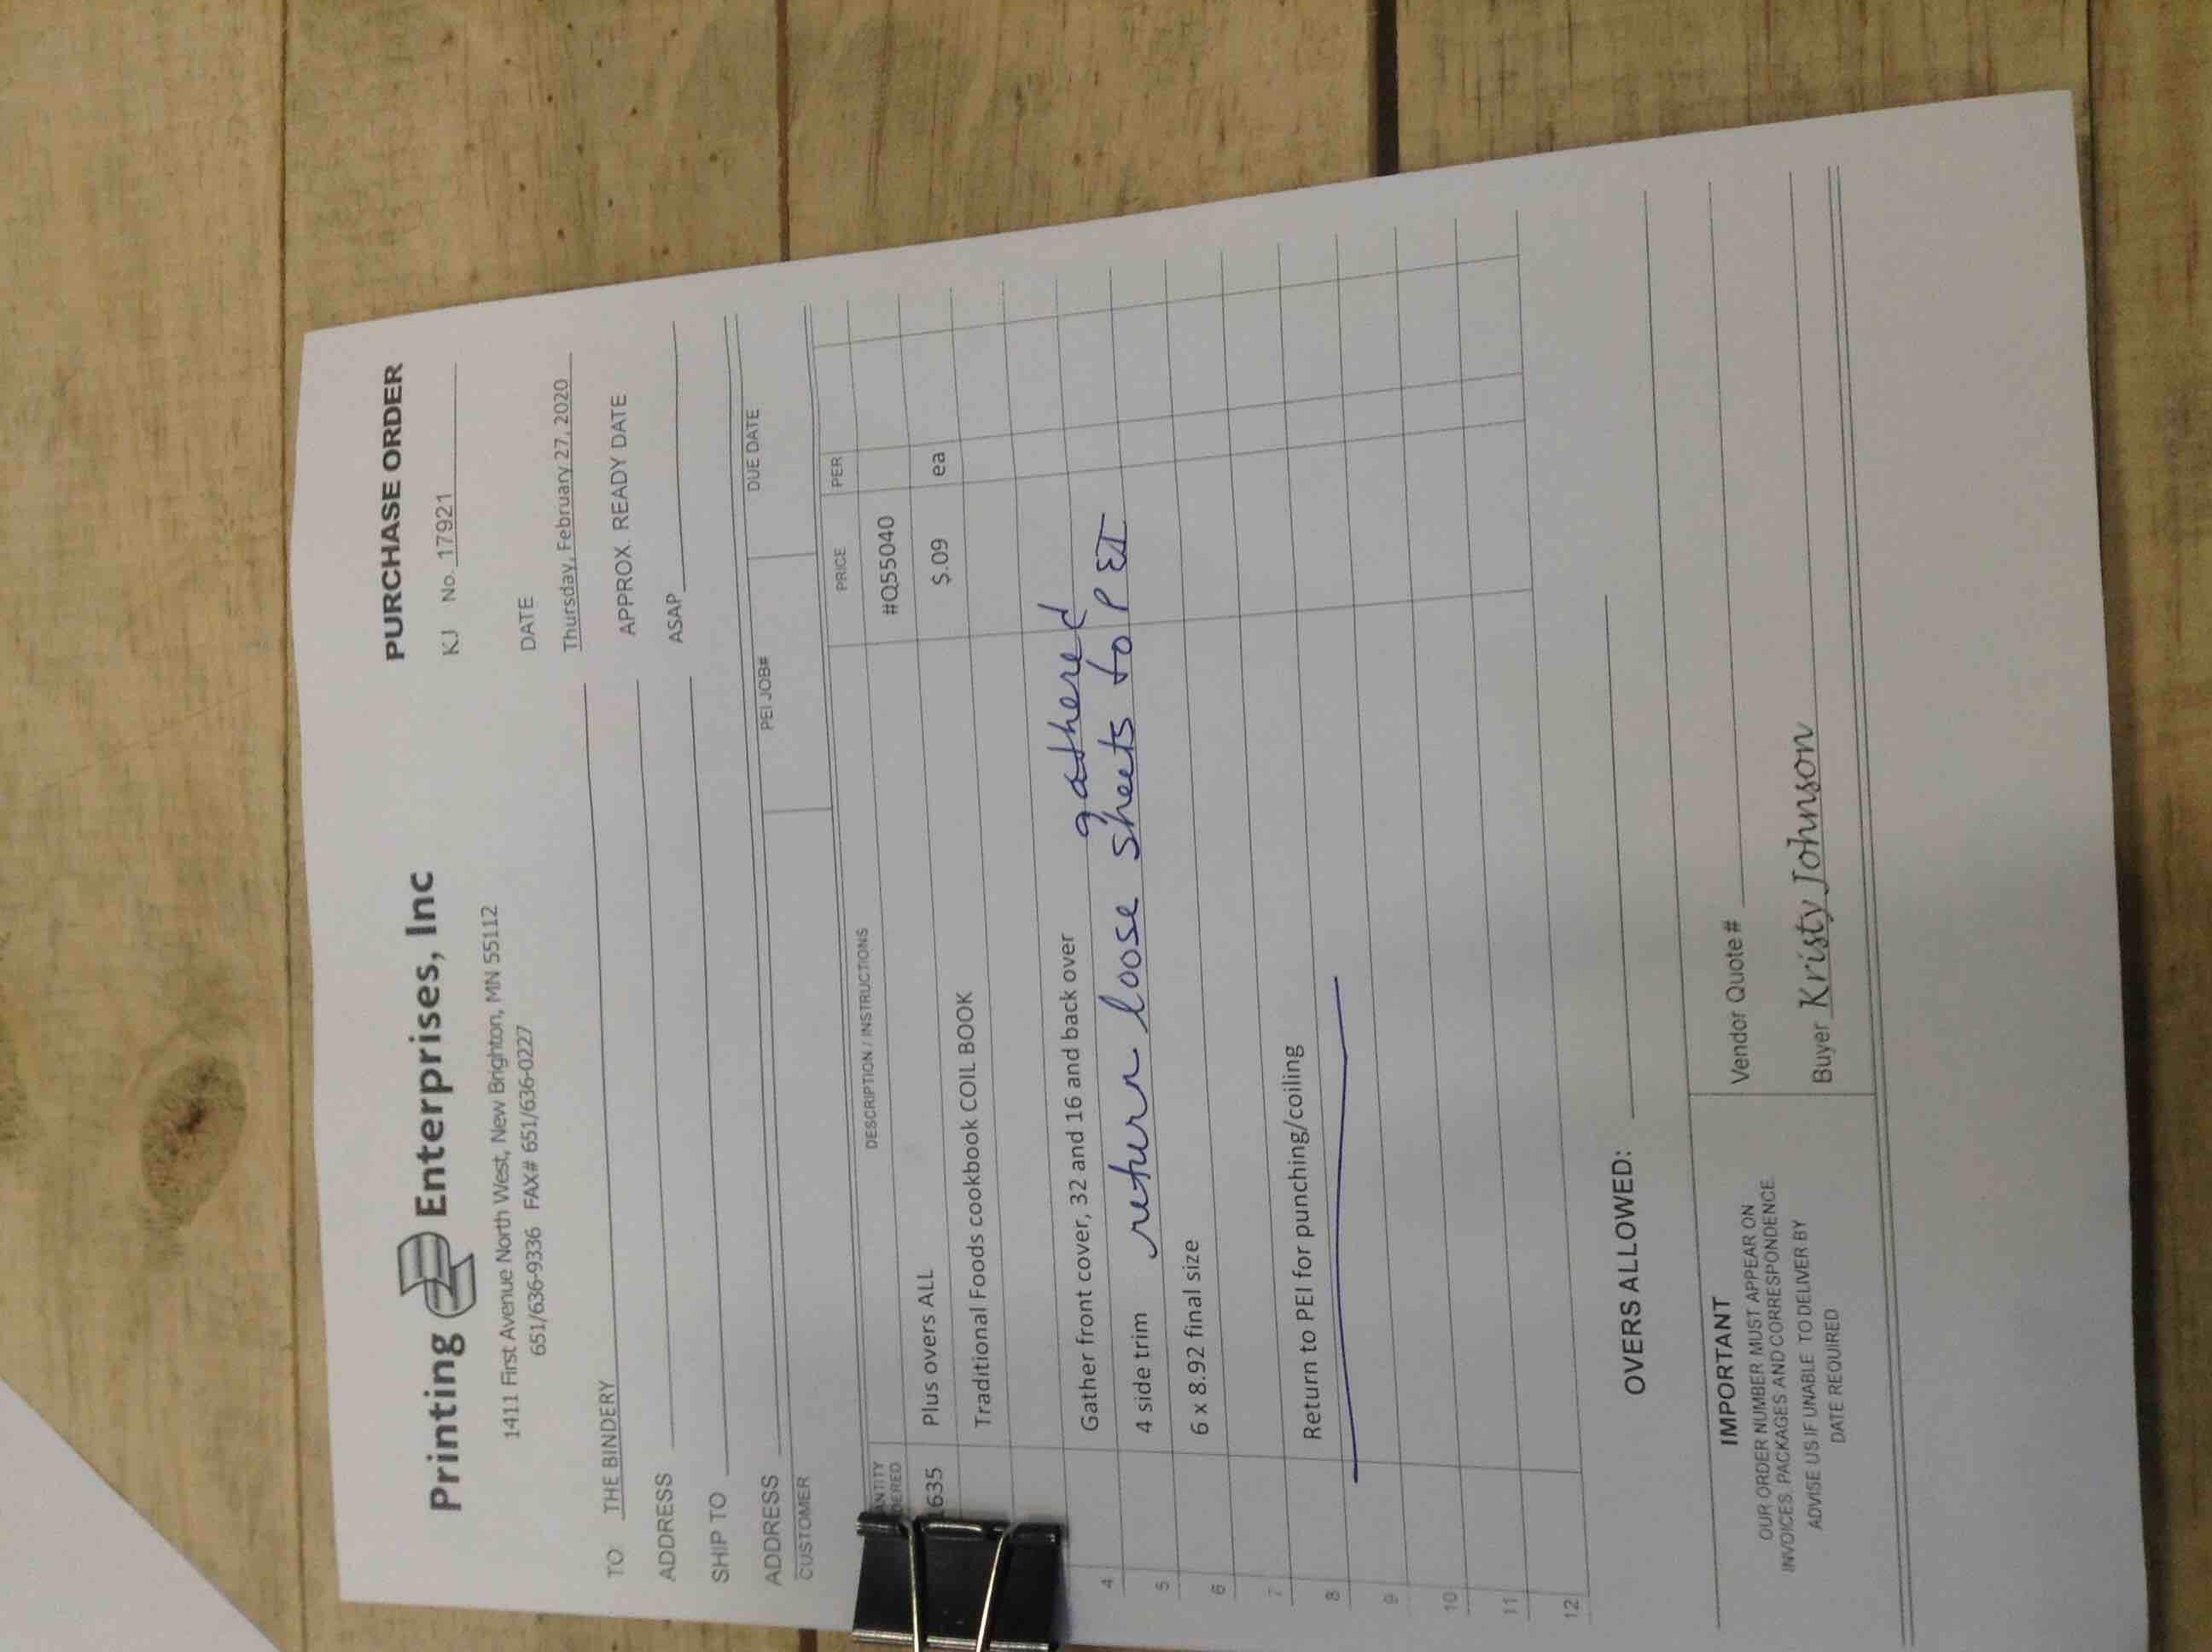 PURCHASE ORDER
Printing Enterprises, Inc
KJ No. 17921
1411 First Avenue North West, New Brighton, MN 55112
651/636-9336 FAX# 651/636-0227
DATE
Thursday, February 27, 2020
TO THE BINDERY
APPROX. READY DATE
ADDRESS
ASAP
SHIP TO
ADDRESS
CUSTOMER
PEI JOB#
DUE DATE
DESCRIPTION / INSTRUCTIONS
PRICE
PER
#Q55040
635 Plus overs ALL $.09 ea
Traditional Foods cookbook COIL BOOK
4 Gather front cover, 32 and 16 and back over gathered
5 4 side trim return loose sheets to PEI
6 6 x 8.92 final size
7
8 Return to PEI for punching/coiling
9
10
11
12
OVERS ALLOWED:
IMPORTANT
OUR ORDER NUMBER MUST APPEAR ON
INVOICES, PACKAGES AND CORRESPONDENCE
ADVISE US IF UNABLE TO DELIVER BY
DATE REQUIRED
Vendor Quote#
Buyer Kristy Johnson